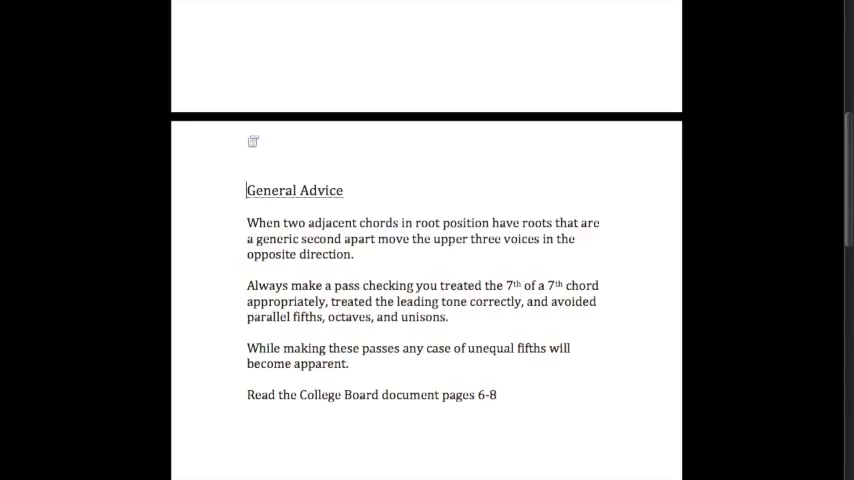 General Advice
When two adjacent chords in root position have roots that are
a generic second apart move the upper three voices in the
opposite direction.
Always make a pass checking you treated the 7th of a 7th chord
appropriately, treated the leading tone correctly, and avoided
parallel fifths, octaves, and unisons.
While making these passes any case of unequal fifths will
become apparent.
Read the College Board document pages 6-8